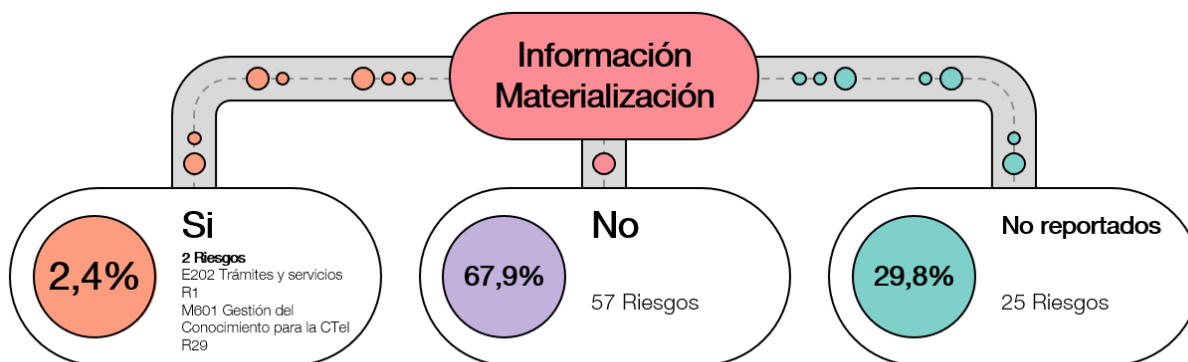 Información
Materialización
Si
2,4%
2 Riesgos
E202 Trámites y servicios
R1
M601 Gestión del
Conocimiento para la CTeI
R29
No
67,9%
57 Riesgos
No reportados
29,8%
25 Riesgos